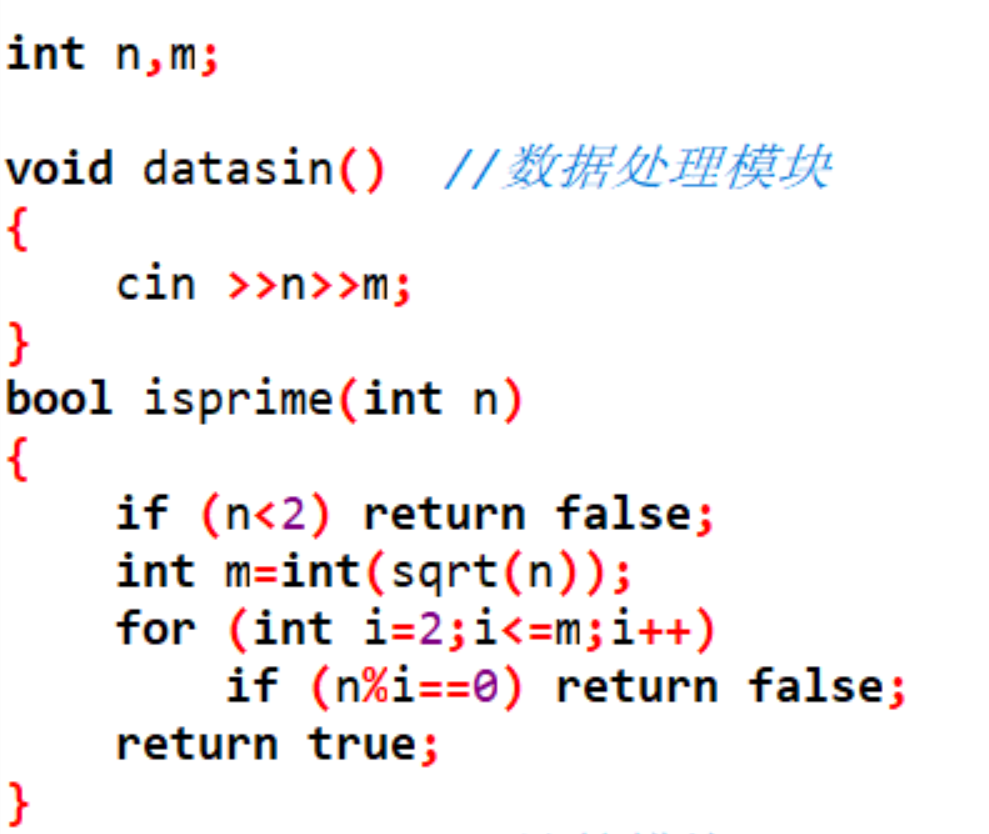 int n,m;
void datasin() //数据处理模块
{
cin >>n>>m;
}
bool isprime(int n)
{
if (n<2) return false;
int m=int(sqrt(n));
for (int i=2;i<=m;i++)
if (n%i==0) return false;
return true;
}